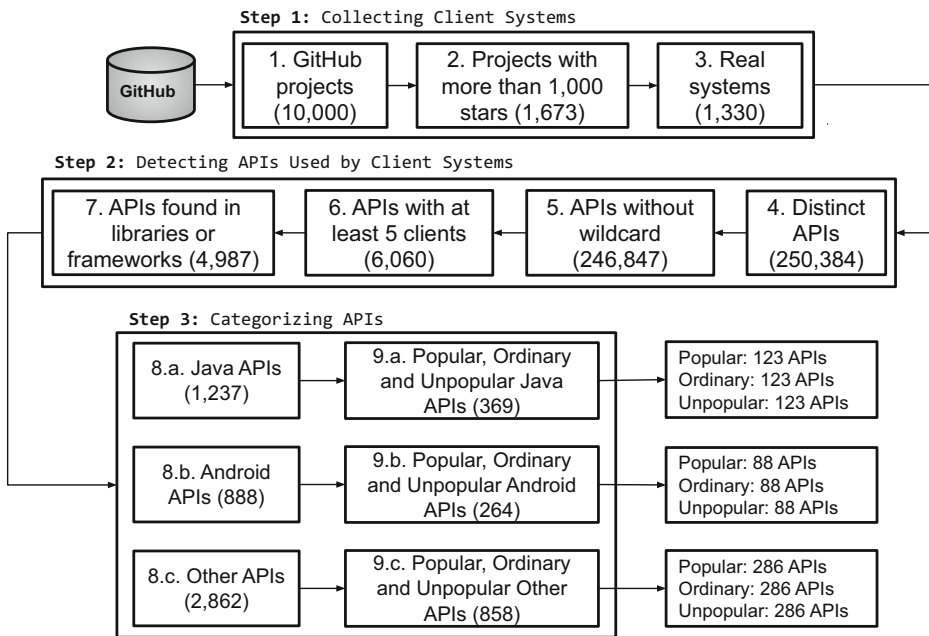 Step 1: Collecting Client Systems
GitHub
1. GitHub
projects
(10,000)
2. Projects with
more than 1,000
stars (1,673)
3. Real
systems
(1,330)
Step 2: Detecting APIs Used by Client Systems
7. APIs found in
libraries or
frameworks (4,987)
6. APIs with at
least 5 clients
(6,060)
5. APIs without
wildcard
(246,847)
4. Distinct
APIs
(250,384)
Step 3: Categorizing APIs
8.a. Java APIs
(1,237)
9.a. Popular, Ordinary
and Unpopular Java
APIs (369)
Popular: 123 APIs
Ordinary: 123 APIs
Unpopular: 123 APIs
8.b. Android
APIs (888)
9.b. Popular, Ordinary
and Unpopular Android
APIs (264)
Popular: 88 APIs
Ordinary: 88 APIs
Unpopular: 88 APIs
8.c. Other APIs
(2,862)
9.c. Popular, Ordinary
and Unpopular Other
APIs (858)
Popular: 286 APIs
Ordinary: 286 APIs
Unpopular: 286 APIs